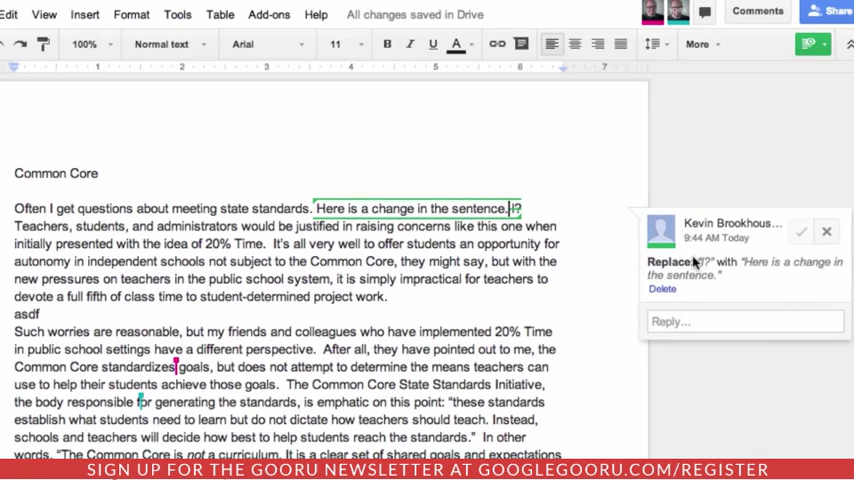 Edit View Insert Format Tools Table Add-ons Help All changes saved in Drive
Comments Share
100% Normal text Arial 11 B I U A More
1 2 3 4 5 6 7
Common Core
Often I get questions about meeting state standards. Here is a change in the sentence.
Teachers, students, and administrators would be justified in raising concerns like this one when
initially presented with the idea of 20% Time. It's all very well to offer students an opportunity for
autonomy in independent schools not subject to the Common Core, they might say, but with the
new pressures on teachers in the public school system, it is simply impractical for teachers to
devote a full fifth of class time to student-determined project work.
asdf
Such worries are reasonable, but my friends and colleagues who have implemented 20% Time
in public school settings have a different perspective. After all, they have pointed out to me, the
Common Core standardizes goals, but does not attempt to determine the means teachers can
use to help their students achieve those goals. The Common Core State Standards Initiative,
the body responsible for generating the standards, is emphatic on this point: “these standards
establish what students need to learn but do not dictate how teachers should teach. Instead,
schools and teachers will decide how best to help students reach the standards.” In other
words, “The Common Core is not a curriculum. It is a clear set of shared goals and expectations
Kevin Brookhous...
9:44 AM Today
Replace: with “Here is a change in
the sentence.”
Delete
Reply...
SIGN UP FOR THE GOORU NEWSLETTER AT GOOGLEGOORU.COM/REGISTER